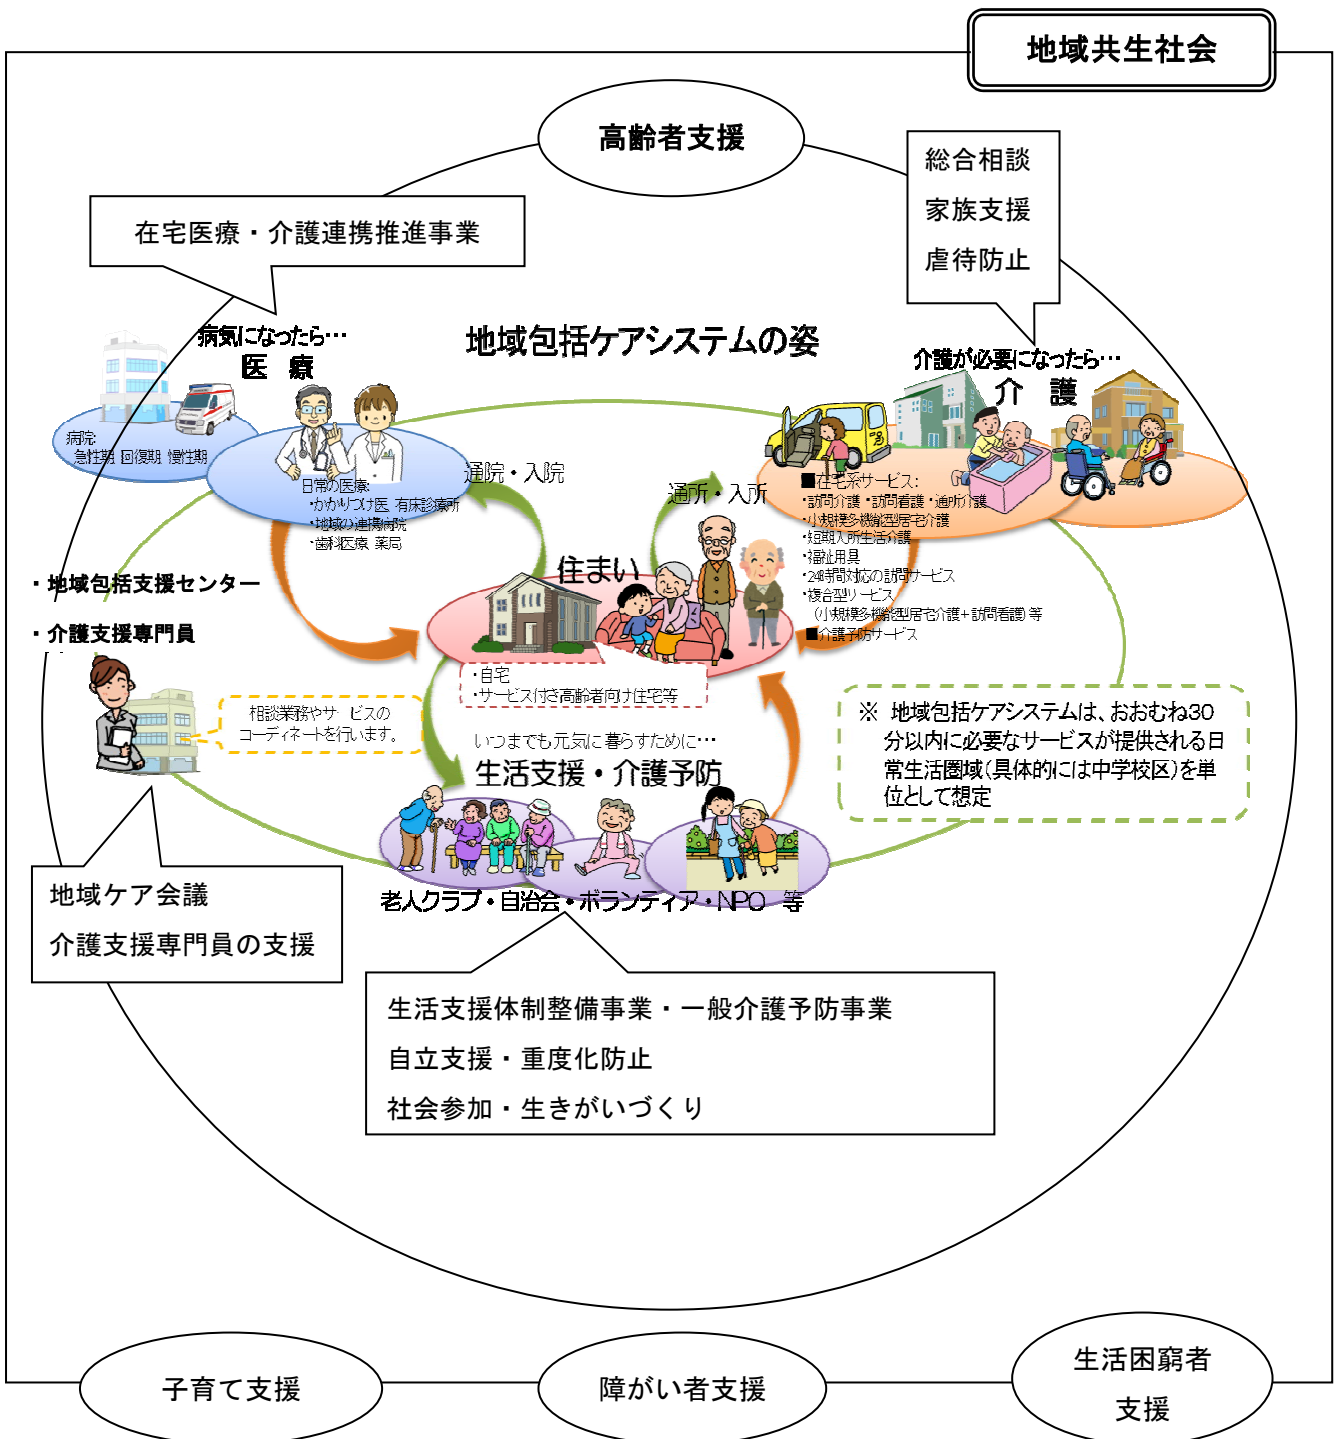 地域共生社会
高齢者支援
総合相談
家族支援
虐待防止
在宅医療・介護連携推進事業
地域包括ケアシステムの姿
病気になったら…
医 療
介護が必要になったら…
介 護
病院:
急性期 回復期 慢性期
日常の医療:
・かかりつけ医 有床診療所
・地域の連携病院
・歯科医療 薬局
通院・入院
通所・入所
■在宅系サービス:
・訪問介護 ・訪問看護 ・通所介護
・小規模多機能型居宅介護
・短期入所生活介護
・福祉用具
・24時間対応の訪問サービス
・複合型サービス
(小規模多機能型居宅介護+訪問看護) 等
■介護予防サービス
住まい
・自宅
・サービス付き高齢者向け住宅等
・地域包括支援センター
・介護支援専門員
相談業務やサービスの
コーディネートを行います。
いつまでも元気に暮らすために…
生活支援・介護予防
※ 地域包括ケアシステムは、おおむね30
分以内に必要なサービスが提供される日
常生活圏域(具体的には中学校区)を単
位として想定
老人クラブ・自治会・ボランティア・NPO 等
地域ケア会議
介護支援専門員の支援
生活支援体制整備事業・一般介護予防事業
自立支援・重度化防止
社会参加・生きがいづくり
子育て支援
障がい者支援
生活困窮者
支援